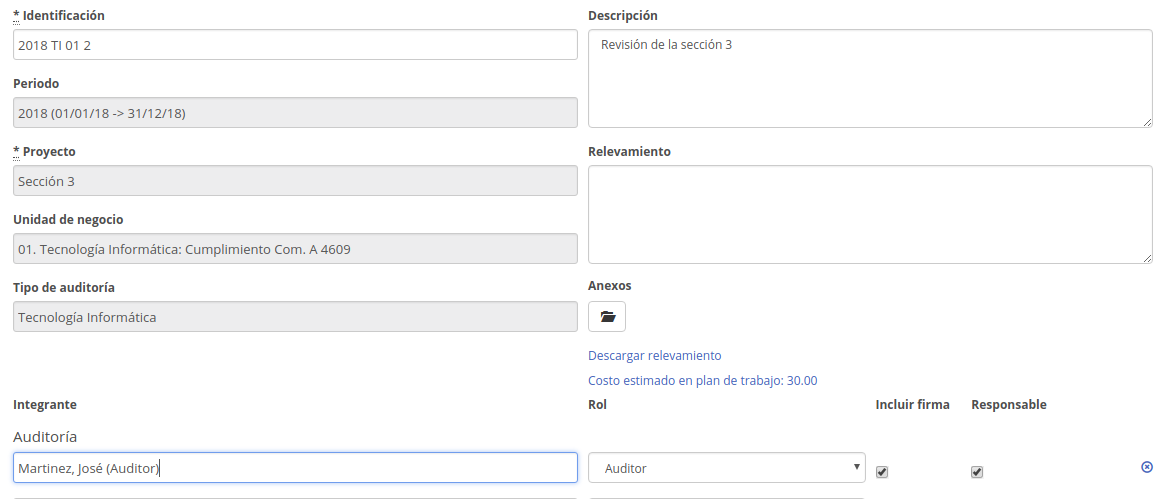 * Identificación
2018 TI 01 2
Periodo
2018 (01/01/18 -> 31/12/18)
* Proyecto
Sección 3
Unidad de negocio
01. Tecnología Informática: Cumplimiento Com. A 4609
Tipo de auditoría
Tecnología Informática
Descripción
Revisión de la sección 3
Relevamiento
Anexos
Descargar relevamiento
Costo estimado en plan de trabajo: 30.00
Integrante Rol Incluir firma Responsable
Auditoría
Martinez, José (Auditor) Auditor